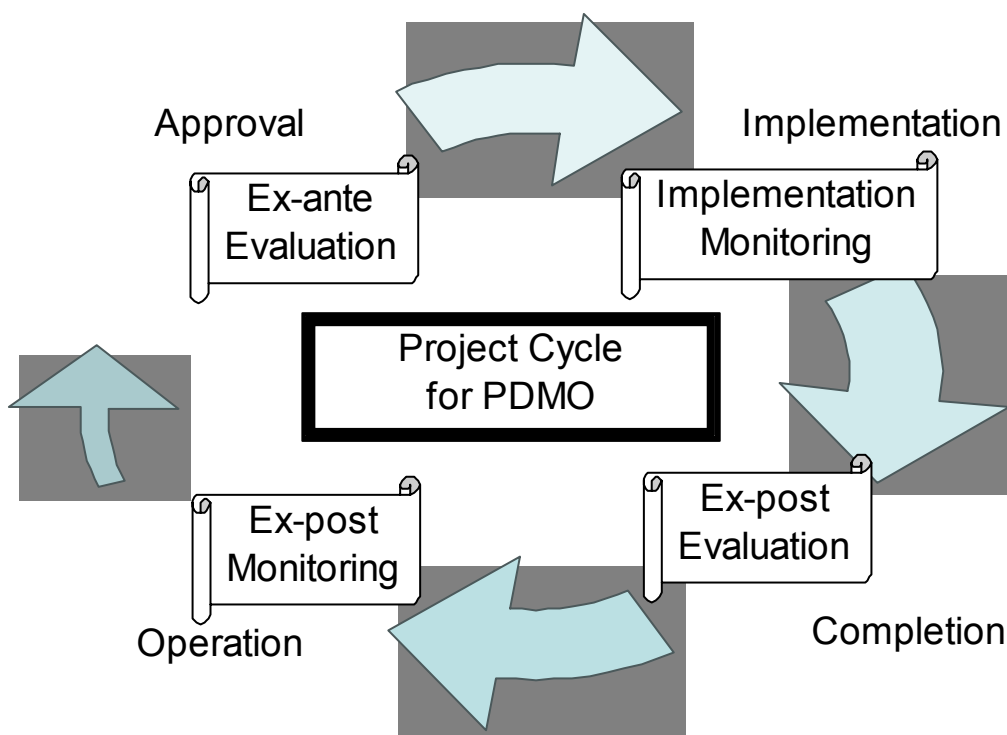 Approval
Implementation
Ex-ante
Evaluation
Implementation
Monitoring
Project Cycle
for PDMO
Ex-post
Monitoring
Ex-post
Evaluation
Operation
Completion